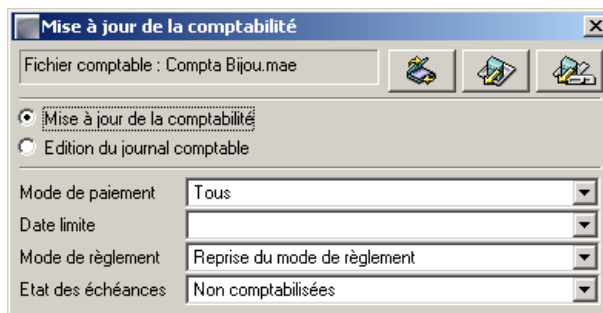 Mise à jour de la comptabilité
Fichier comptable : Compta Bijou.mae
Mise à jour de la comptabilité
Edition du journal comptable
Mode de paiement Tous
Date limite
Mode de règlement Reprise du mode de règlement
Etat des échéances Non comptabilisées